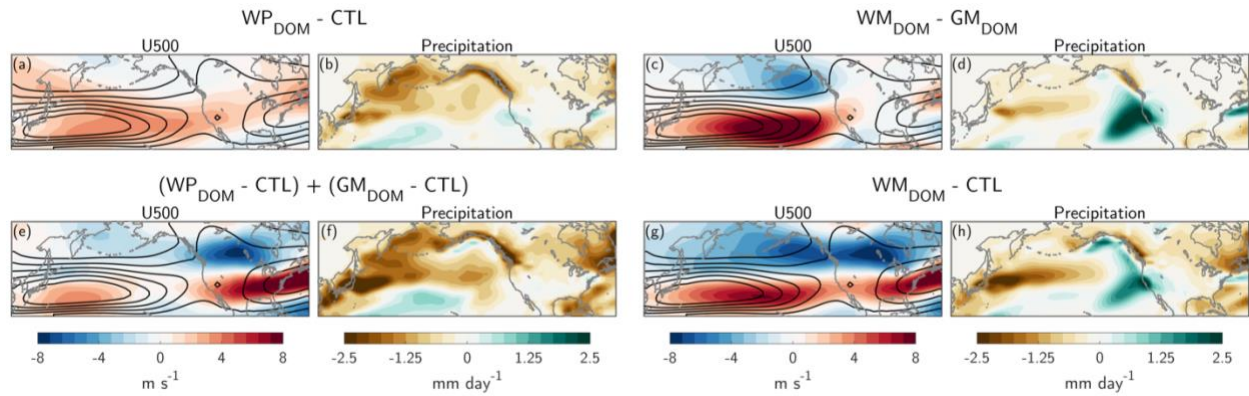 WP_DOM - CTL
WM_DOM - GM_DOM
U500
Precipitation
U500
Precipitation
(a)
(b)
(c)
(d)
(WP_DOM - CTL) + (GM_DOM - CTL)
WM_DOM - CTL
U500
Precipitation
U500
Precipitation
(e)
(f)
(g)
(h)
-8 -4 0 4 8
-2.5 -1.25 0 1.25 2.5
-8 -4 0 4 8
-2.5 -1.25 0 1.25 2.5
m s⁻¹
mm day⁻¹
m s⁻¹
mm day⁻¹